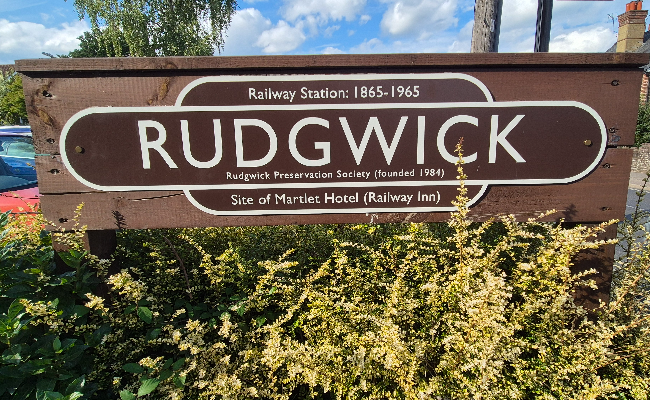 Railway Station: 1865-1965
RUDGWICK
Rudgwick Preservation Society (founded 1984)
Site of Martlet Hotel (Railway Inn)